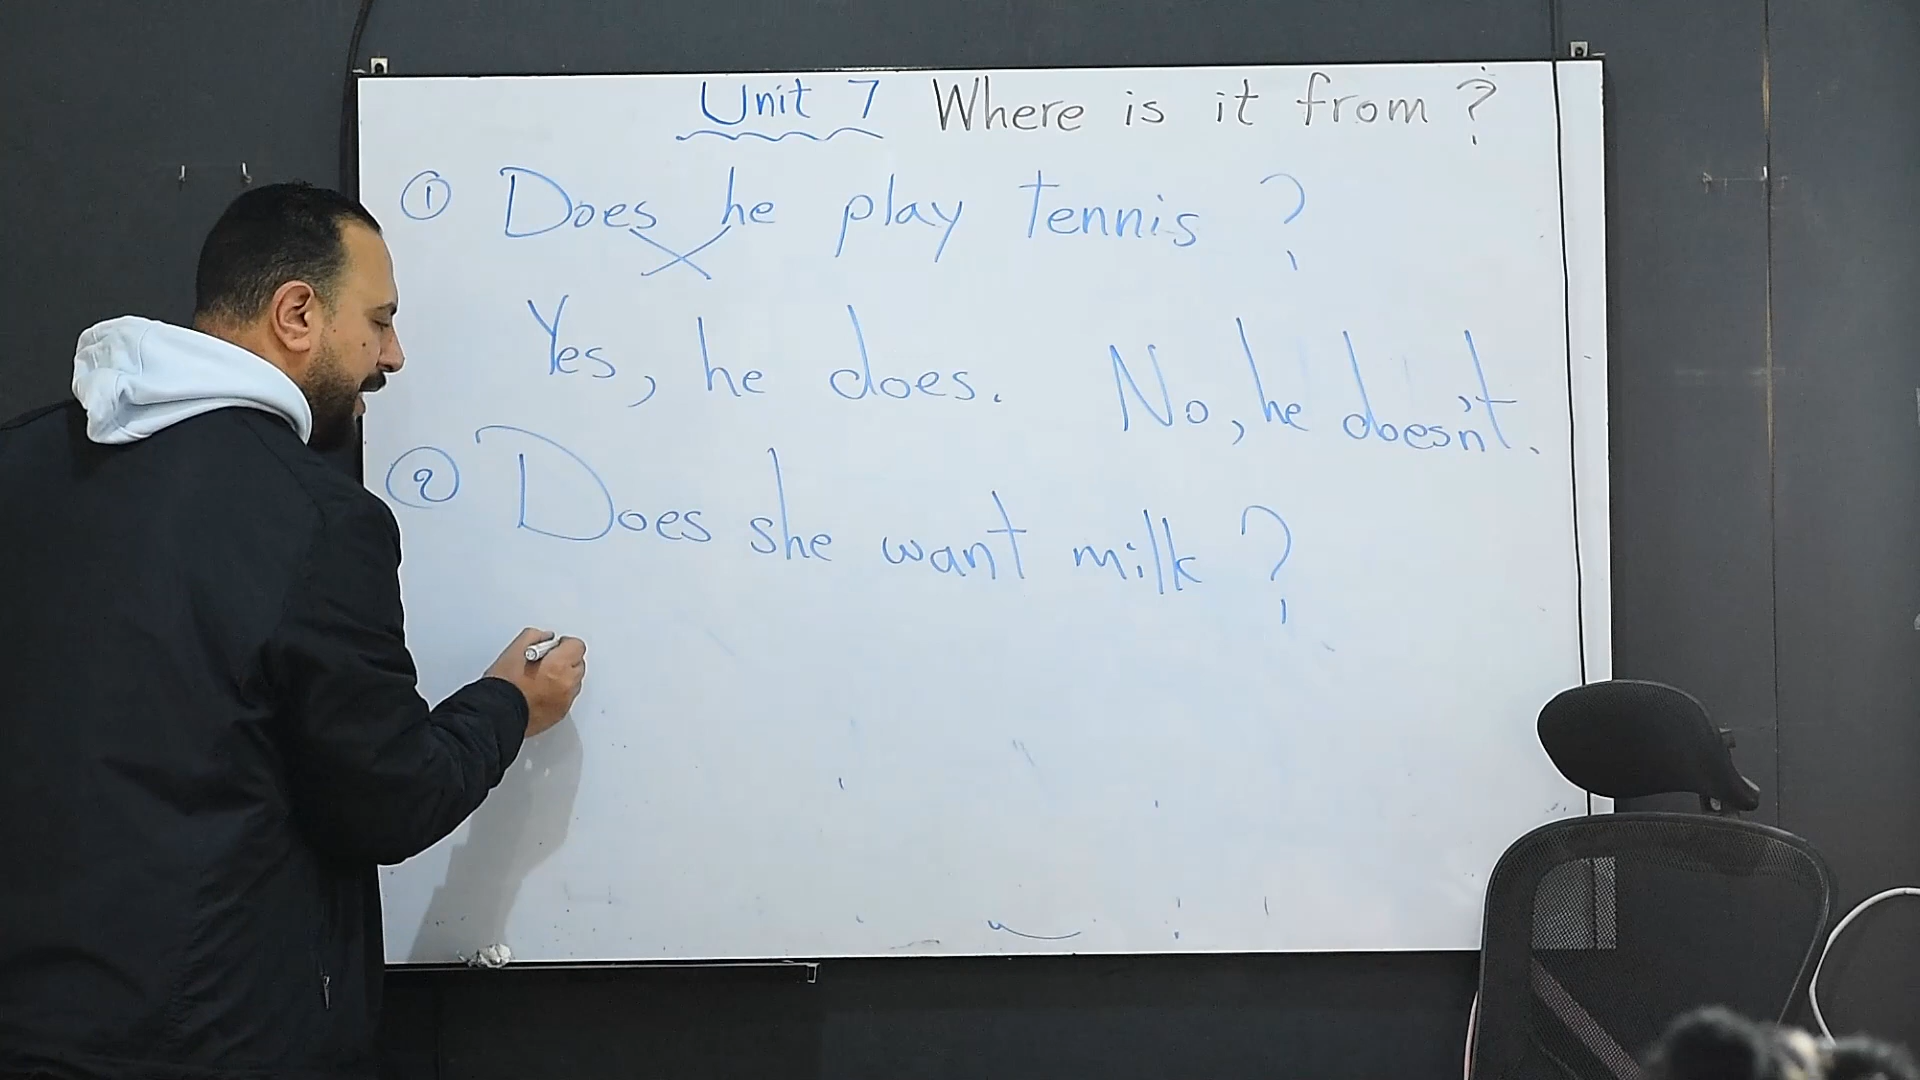 Unit 7 Where is it from ?
① Does he play tennis ?
Yes, he does. No, he doesn't.
② Does she want milk ?